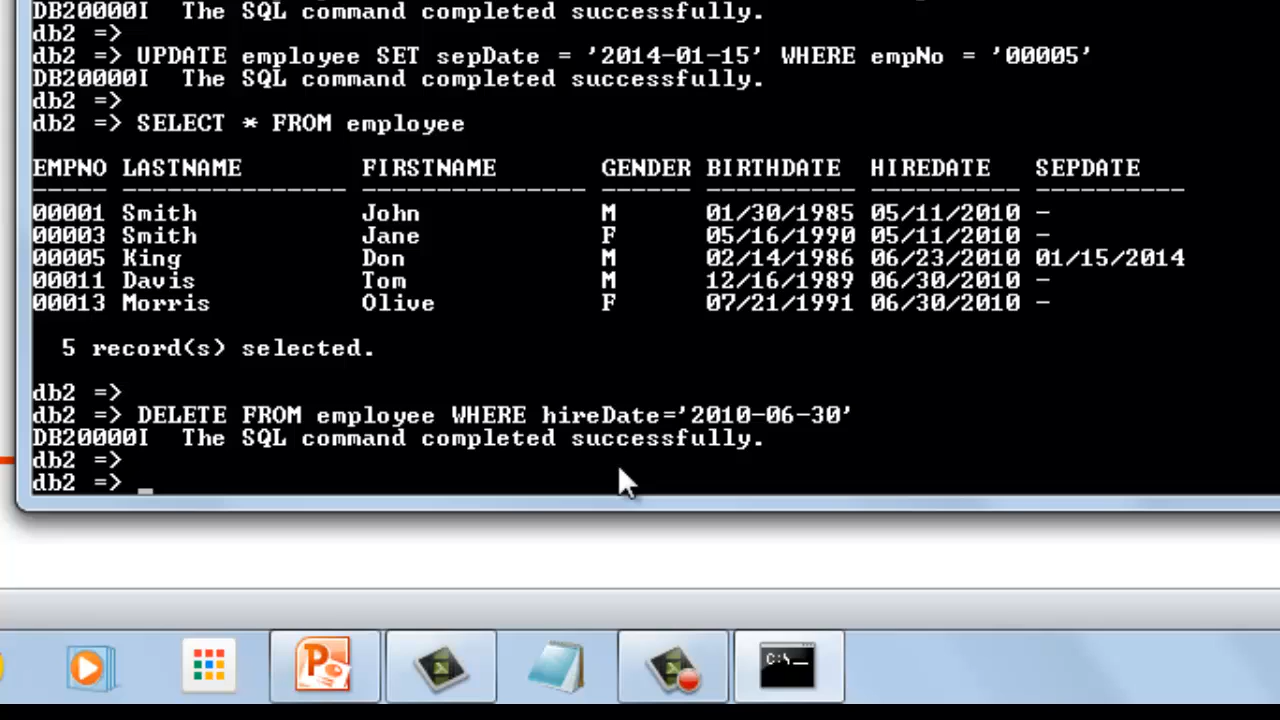 DB20000I  The SQL command completed successfully.
db2 =>
db2 => UPDATE employee SET sepDate = '2014-01-15' WHERE empNo = '00005'
DB20000I  The SQL command completed successfully.
db2 =>
db2 => SELECT * FROM employee
EMPNO LASTNAME        FIRSTNAME       GENDER BIRTHDATE  HIREDATE   SEPDATE
----- --------------- --------------- ------ ---------- ---------- ----------
00001 Smith           John            M      01/30/1985 05/11/2010 -
00003 Smith           Jane            F      05/16/1990 05/11/2010 -
00005 King            Don             M      02/14/1986 06/23/2010 01/15/2014
00011 Davis           Tom             M      12/16/1989 06/30/2010 -
00013 Morris          Olive           F      07/21/1991 06/30/2010 -
  5 record(s) selected.
db2 =>
db2 => DELETE FROM employee WHERE hireDate='2010-06-30'
DB20000I  The SQL command completed successfully.
db2 =>
db2 => _
P
C:\_